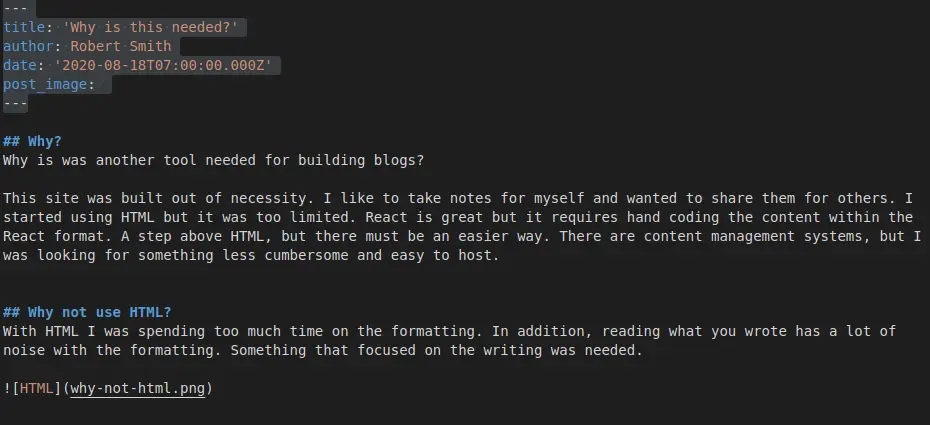 ---
title: 'Why is this needed?'
author: Robert Smith
date: '2020-08-18T07:00:00.000Z'
post_image:
---
## Why?
Why is was another tool needed for building blogs?
This site was built out of necessity. I like to take notes for myself and wanted to share them for others. I
started using HTML but it was too limited. React is great but it requires hand coding the content within the
React format. A step above HTML, but there must be an easier way. There are content management systems, but I
was looking for something less cumbersome and easy to host.
## Why not use HTML?
With HTML I was spending too much time on the formatting. In addition, reading what you wrote has a lot of
noise with the formatting. Something that focused on the writing was needed.
![HTML](why-not-html.png)